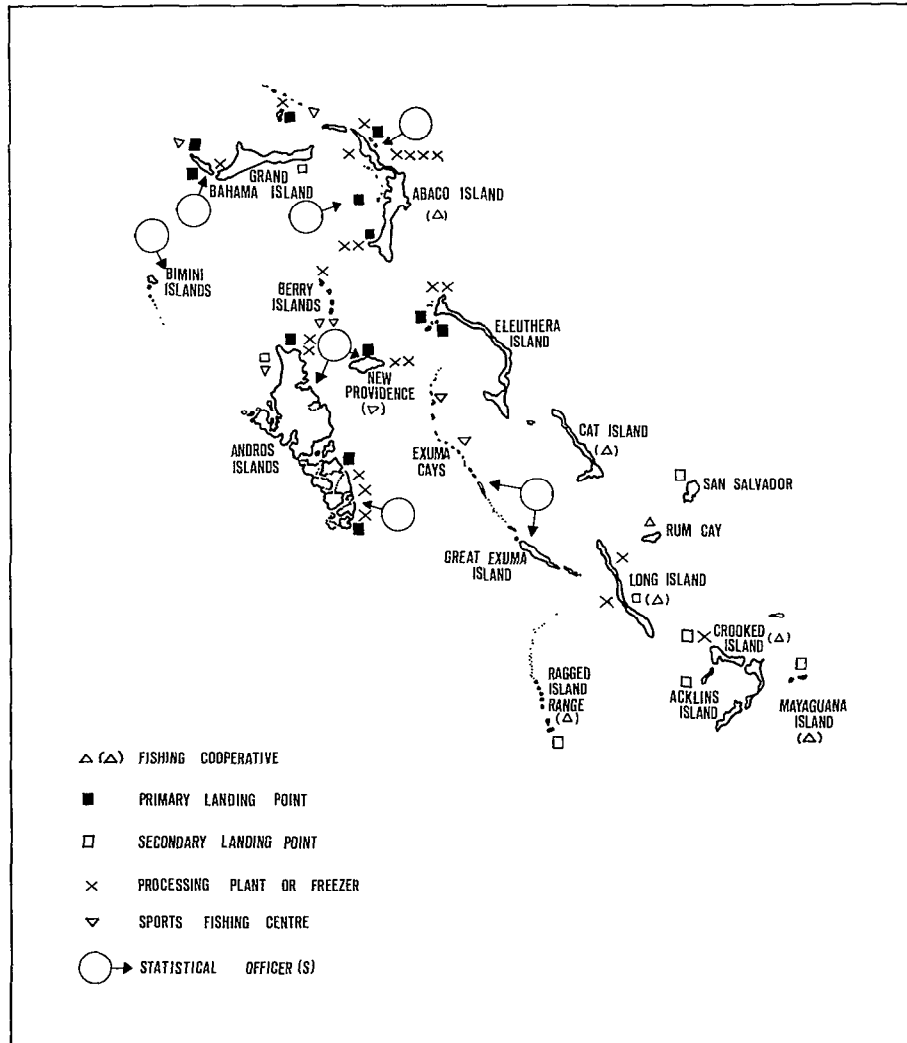 GRAND
BAHAMA ISLAND
ABACO ISLAND
BIMINI
ISLANDS
BERRY
ISLANDS
ELEUTHERA
ISLAND
NEW
PROVIDENCE
ANDROS
ISLANDS
EXUMA
CAYS
CAT ISLAND
SAN SALVADOR
RUM CAY
GREAT EXUMA
ISLAND
LONG ISLAND
CROOKED
ISLAND
RAGGED
ISLAND
RANGE
ACKLINS
ISLAND
MAYAGUANA
ISLAND
FISHING COOPERATIVE
PRIMARY LANDING POINT
SECONDARY LANDING POINT
PROCESSING PLANT OR FREEZER
SPORTS FISHING CENTRE
STATISTICAL OFFICER(S)